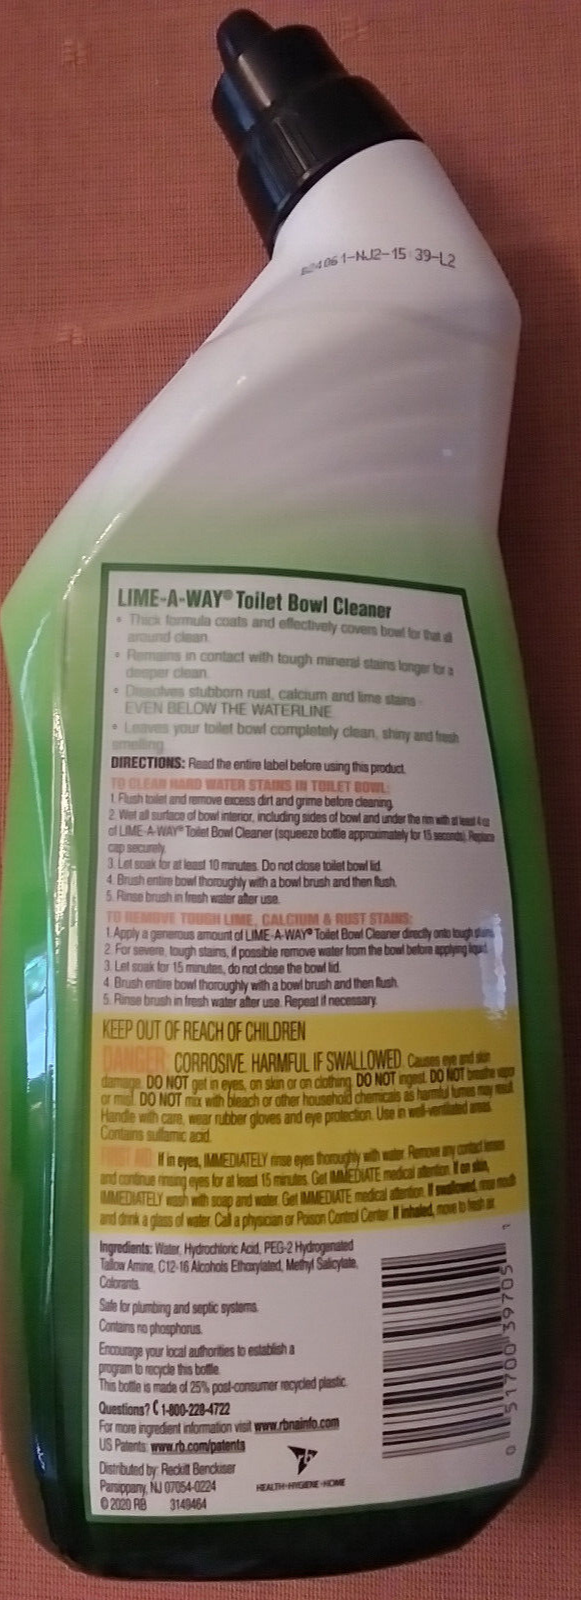 B24061-NJ2-15:39-L2
LIME-A-WAY® Toilet Bowl Cleaner
• Thick formula coats and effectively covers bowl for that all
around clean.
• Remains in contact with tough mineral stains longer for a
deeper clean.
• Dissolves stubborn rust, calcium and lime stains -
EVEN BELOW THE WATERLINE.
• Leaves your toilet bowl completely clean, shiny and fresh
smelling.
DIRECTIONS: Read the entire label before using this product.
TO CLEAN HARD WATER STAINS IN TOILET BOWL:
1. Flush toilet and remove excess dirt and grime before cleaning.
2. Wet all surface of bowl interior, including sides of bowl and under the rim with at least 4 oz
of LIME-A-WAY® Toilet Bowl Cleaner (squeeze bottle approximately for 15 seconds). Replace
cap securely.
3. Let soak for at least 10 minutes. Do not close toilet bowl lid.
4. Brush entire bowl thoroughly with a bowl brush and then flush.
5. Rinse brush in fresh water after use.
TO REMOVE TOUGH LIME, CALCIUM & RUST STAINS:
1. Apply a generous amount of LIME-A-WAY® Toilet Bowl Cleaner directly onto tough stains.
2. For severe, tough stains, if possible remove water from the bowl before applying liquid.
3. Let soak for 15 minutes, do not close the bowl lid.
4. Brush entire bowl thoroughly with a bowl brush and then flush.
5. Rinse brush in fresh water after use. Repeat if necessary.
KEEP OUT OF REACH OF CHILDREN
DANGER: CORROSIVE. HARMFUL IF SWALLOWED. Causes eye and skin
damage. DO NOT get in eyes, on skin or on clothing. DO NOT ingest. DO NOT breathe vapor
or mist. DO NOT mix with bleach or other household chemicals as harmful fumes may result.
Handle with care, wear rubber gloves and eye protection. Use in well-ventilated areas.
Contains sulfamic acid.
FIRST AID: If in eyes, IMMEDIATELY rinse eyes thoroughly with water. Remove any contact lenses
and continue rinsing eyes for at least 15 minutes. Get IMMEDIATE medical attention. If on skin,
IMMEDIATELY wash with soap and water. Get IMMEDIATE medical attention. If swallowed, rinse mouth
and drink a glass of water. Call a physician or Poison Control Center. If inhaled, move to fresh air.
Ingredients: Water, Hydrochloric Acid, PEG-2 Hydrogenated
Tallow Amine, C12-16 Alcohols Ethoxylated, Methyl Salicylate,
Colorants.
Safe for plumbing and septic systems.
Contains no phosphorus.
Encourage your local authorities to establish a
program to recycle this bottle.
This bottle is made of 25% post-consumer recycled plastic.
Questions? 1-800-228-4722
For more ingredient information visit www.rbnainfo.com
US Patents: www.rb.com/patents
Distributed by: Reckitt Benckiser
Parsippany, NJ 07054-0224
© 2020 RB 3149464
rb
HEALTH • HYGIENE • HOME
0 51700 39705 1